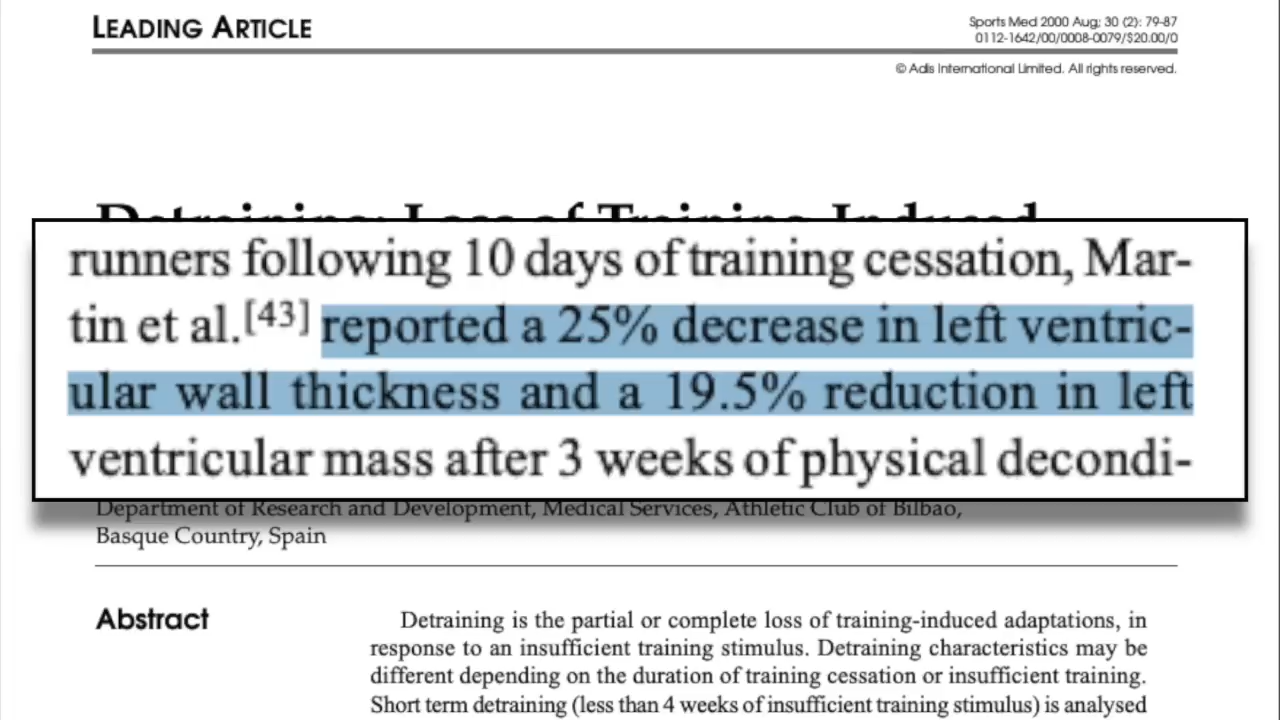 LEADING ARTICLE
Sports Med 2000 Aug; 30 (2): 79-87
0112-1642/00/0008-0079/$20.00/0
© Adis International Limited. All rights reserved.
Detraining: Loss of Training-Induced
runners following 10 days of training cessation, Mar-
tin et al.[43] reported a 25% decrease in left ventric-
ular wall thickness and a 19.5% reduction in left
ventricular mass after 3 weeks of physical decondi-
Department of Research and Development, Medical Services, Athletic Club of Bilbao,
Basque Country, Spain
Abstract
Detraining is the partial or complete loss of training-induced adaptations, in
response to an insufficient training stimulus. Detraining characteristics may be
different depending on the duration of training cessation or insufficient training.
Short term detraining (less than 4 weeks of insufficient training stimulus) is analysed